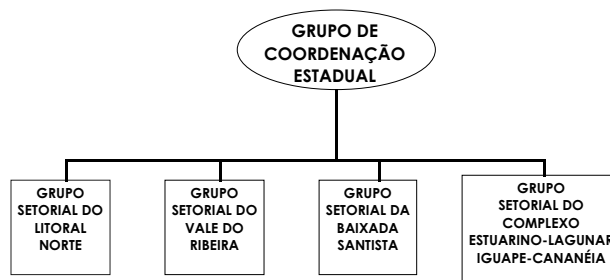 GRUPO DE
COORDENAÇÃO
ESTADUAL
GRUPO
SETORIAL DO
LITORAL
NORTE
GRUPO
SETORIAL DO
VALE DO
RIBEIRA
GRUPO
SETORIAL DA
BAIXADA
SANTISTA
GRUPO
SETORIAL DO
COMPLEXO
ESTUARINO-LAGUNAR
IGUAPE-CANANÉIA